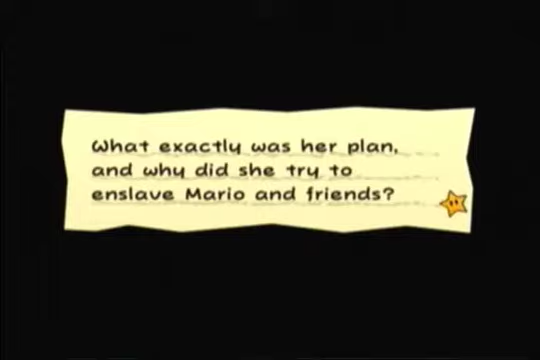 What exactly was her plan,
and why did she try to
enslave Mario and friends?